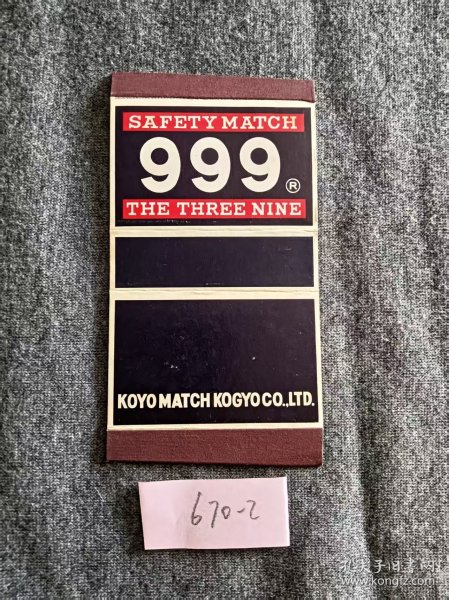 SAFETY MATCH
999®
THE THREE NINE
KOYO MATCH KOGYO CO.,LTD.
670-2
孔夫子旧书网
www.kongfz.com